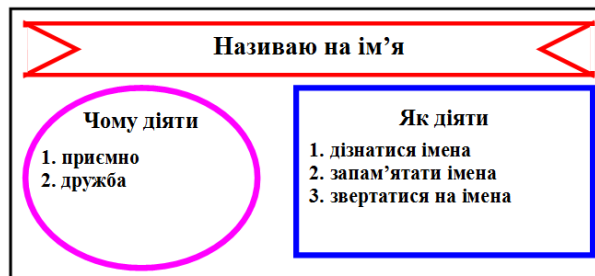 Називаю на ім’я
Чому діяти
1. приємно
2. дружба
Як діяти
1. дізнатися імена
2. запам’ятати імена
3. звертатися на імена